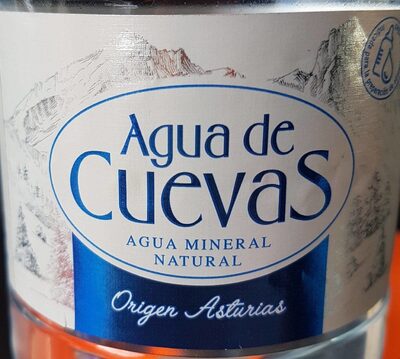 Agua de
Cuevas
AGUA MINERAL
NATURAL
Origen Asturias